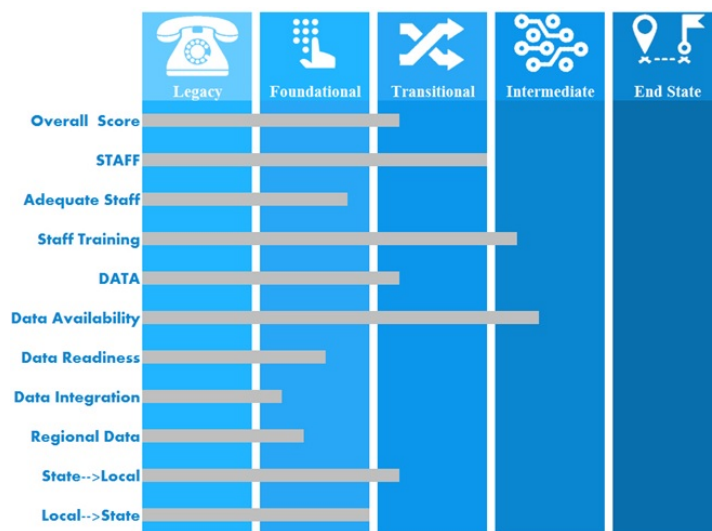 Legacy
Foundational
Transitional
Intermediate
End State
Overall Score
STAFF
Adequate Staff
Staff Training
DATA
Data Availability
Data Readiness
Data Integration
Regional Data
State-->Local
Local-->State